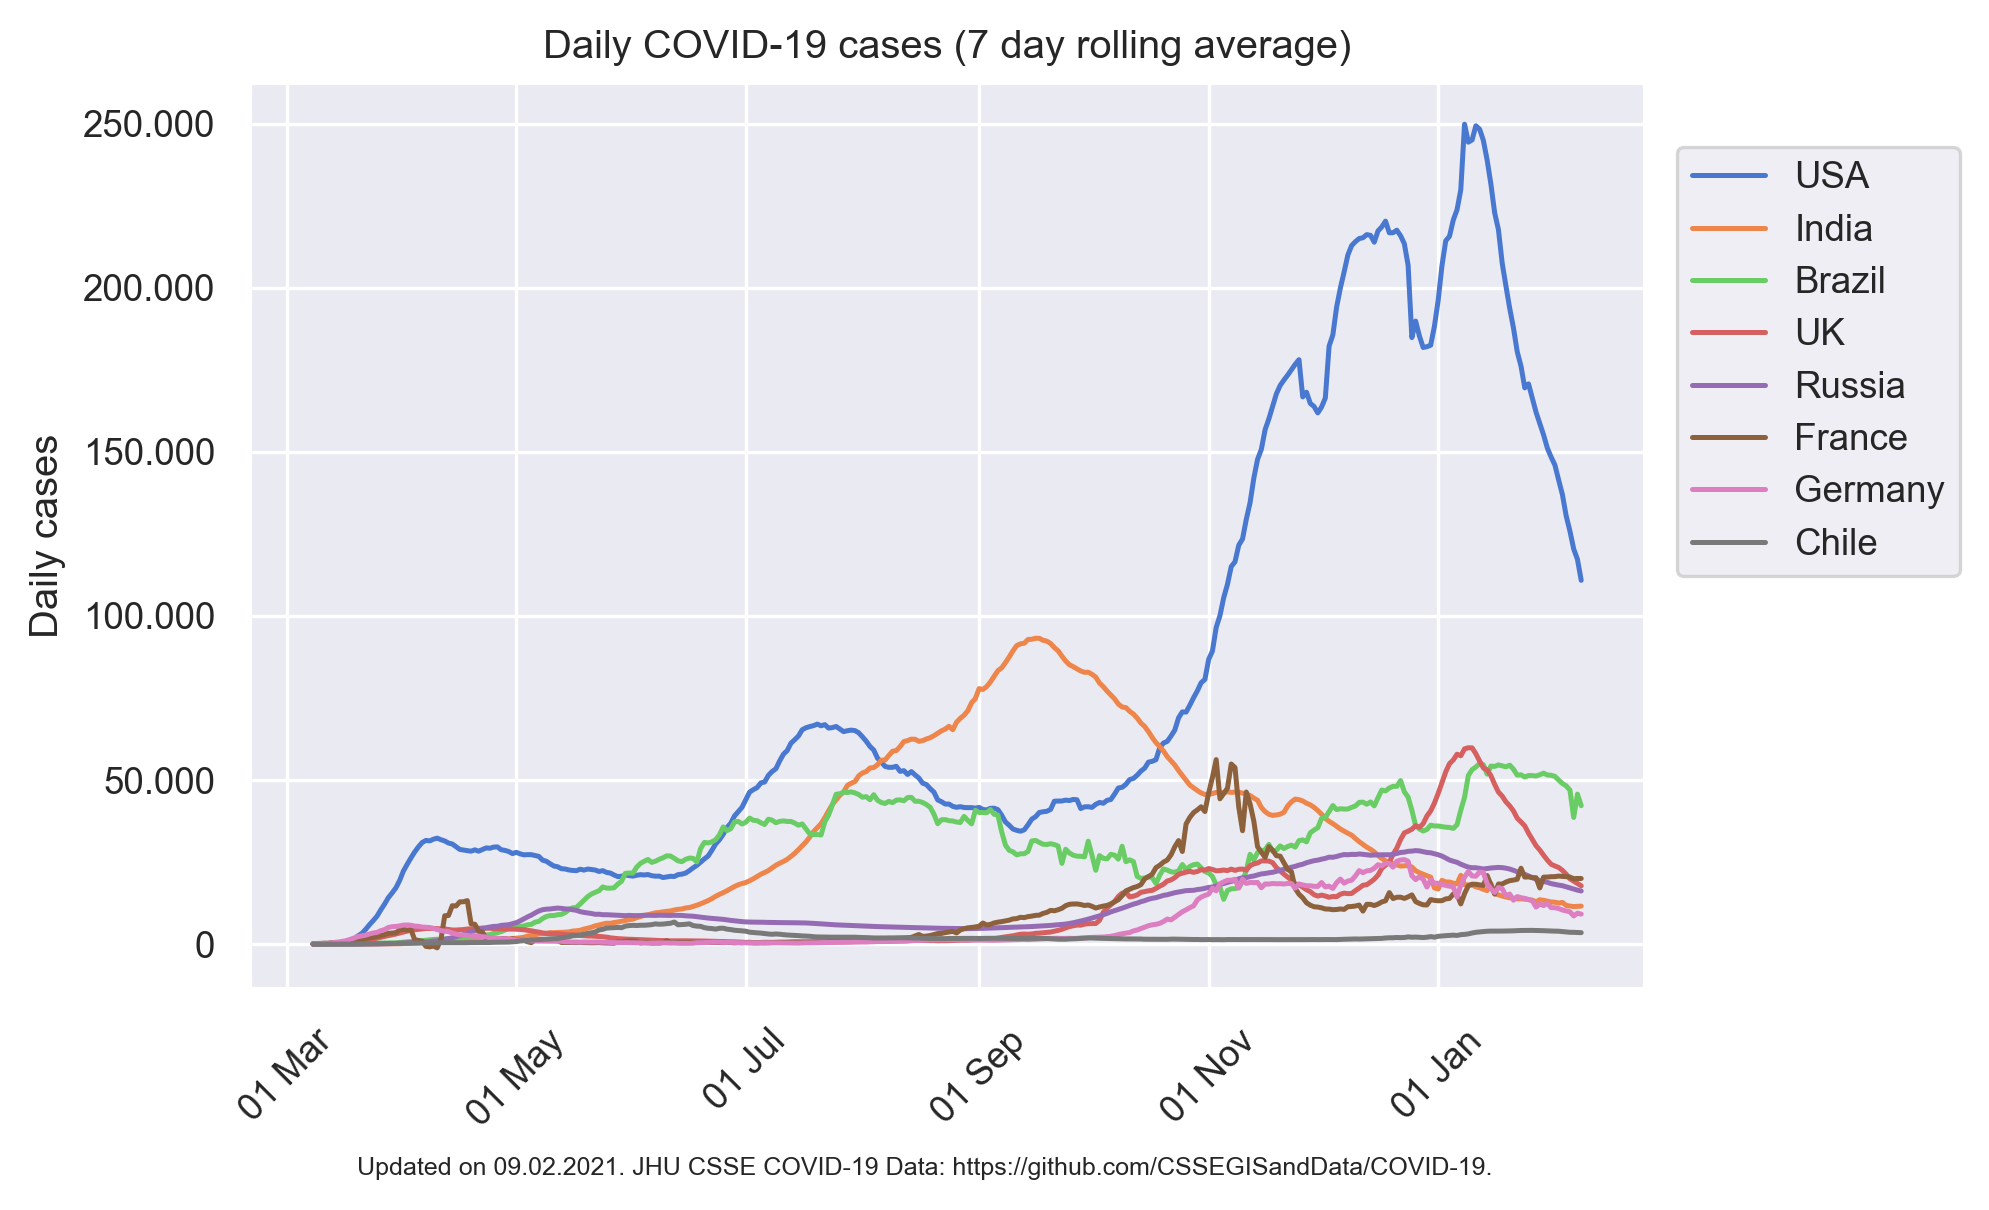 Daily COVID-19 cases (7 day rolling average)
Daily cases
250.000
200.000
150.000
100.000
50.000
0
01 Mar
01 May
01 Jul
01 Sep
01 Nov
01 Jan
USA
India
Brazil
UK
Russia
France
Germany
Chile
Updated on 09.02.2021. JHU CSSE COVID-19 Data: https://github.com/CSSEGISandData/COVID-19.